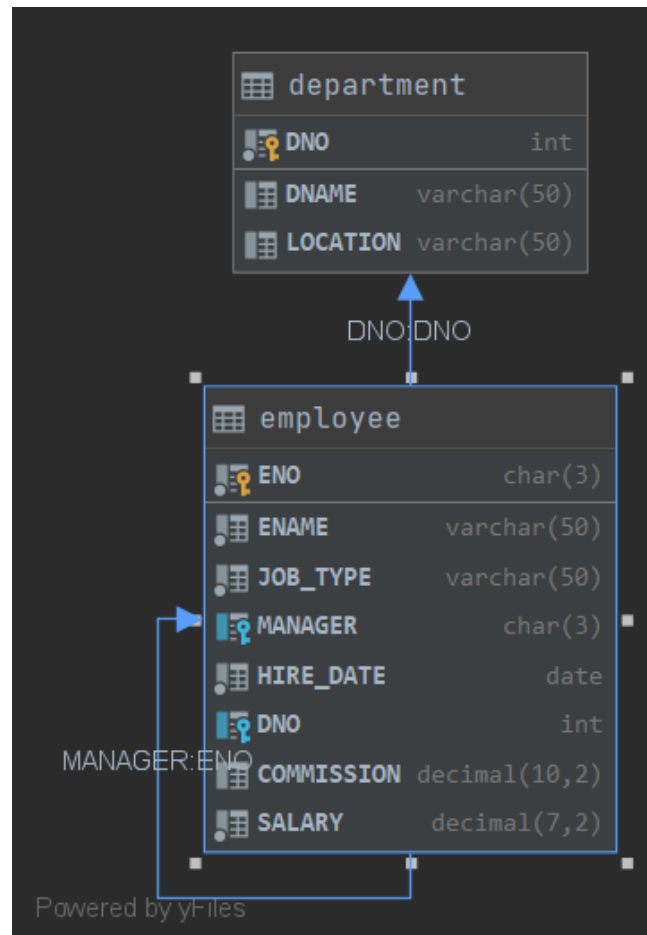 department
DNO int
DNAME varchar(50)
LOCATION varchar(50)
DNO:DNO
employee
ENO char(3)
ENAME varchar(50)
JOB_TYPE varchar(50)
MANAGER char(3)
HIRE_DATE date
DNO int
MANAGER:ENO
COMMISSION decimal(10,2)
SALARY decimal(7,2)
Powered by yFiles